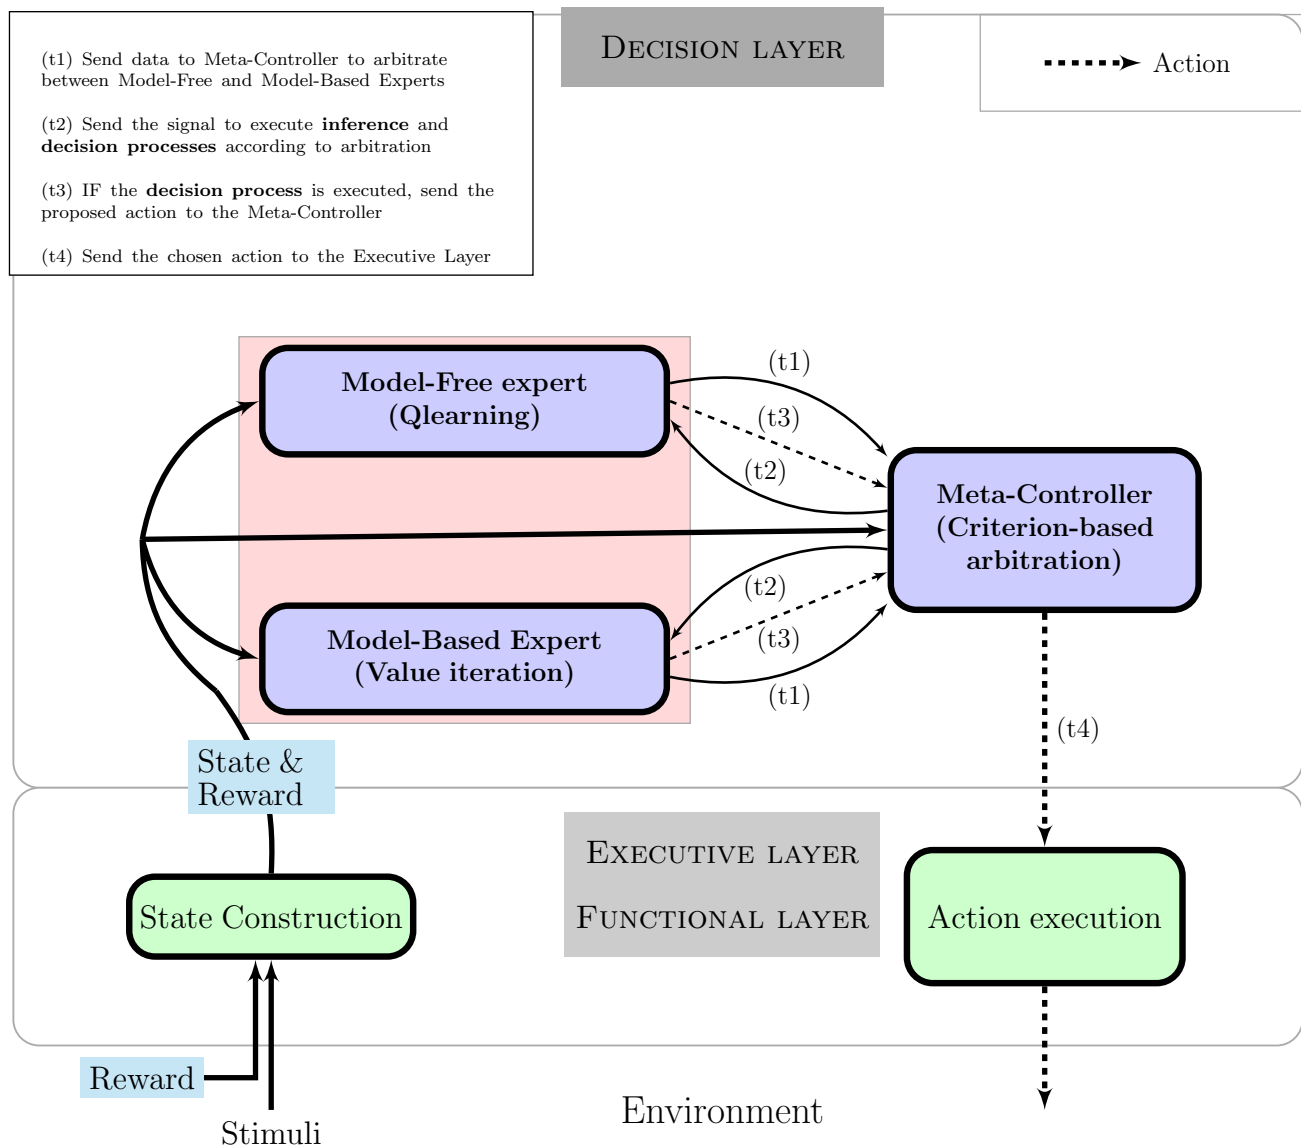 DECISION LAYER
(t1) Send data to Meta-Controller to arbitrate
between Model-Free and Model-Based Experts
(t2) Send the signal to execute inference and
decision processes according to arbitration
(t3) IF the decision process is executed, send the
proposed action to the Meta-Controller
(t4) Send the chosen action to the Executive Layer
Action
Model-Free expert
(Qlearning)
(t1)
(t3)
(t2)
Meta-Controller
(Criterion-based
arbitration)
(t2)
(t3)
(t1)
Model-Based Expert
(Value iteration)
(t4)
State &
Reward
EXECUTIVE LAYER
FUNCTIONAL LAYER
State Construction
Action execution
Reward
Stimuli
Environment